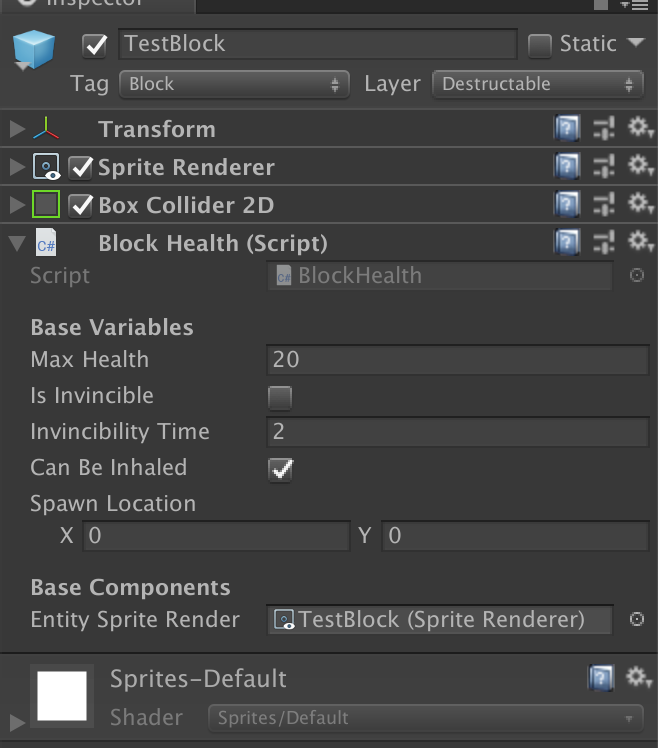 Inspector
TestBlock
Static
Tag Block Layer Destructable
Transform
Sprite Renderer
Box Collider 2D
C# Block Health (Script)
Script C# BlockHealth
Base Variables
Max Health 20
Is Invincible
Invincibility Time 2
Can Be Inhaled
Spawn Location
X 0 Y 0
Base Components
Entity Sprite Render TestBlock (Sprite Renderer)
Sprites-Default
Shader Sprites/Default